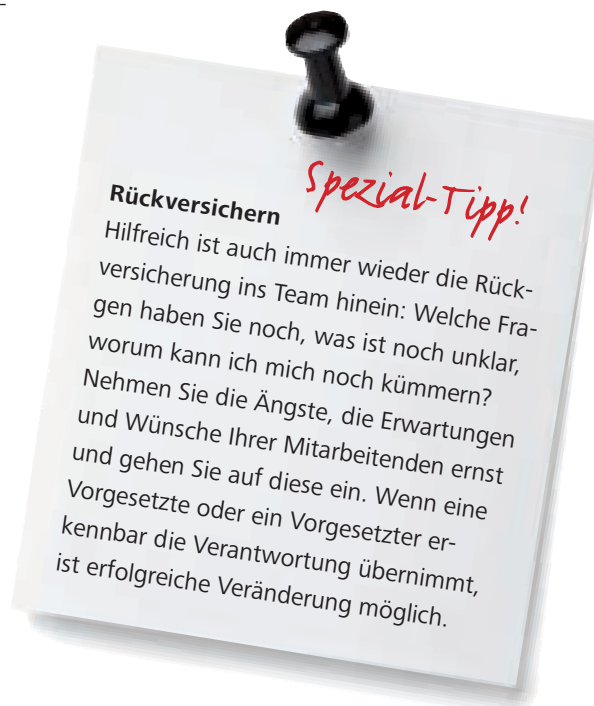 Spezial-Tipp!
Rückversichern
Hilfreich ist auch immer wieder die Rück-
versicherung ins Team hinein: Welche Fra-
gen haben Sie noch, was ist noch unklar,
worum kann ich mich noch kümmern?
Nehmen Sie die Ängste, die Erwartungen
und Wünsche Ihrer Mitarbeitenden ernst
und gehen Sie auf diese ein. Wenn eine
Vorgesetzte oder ein Vorgesetzter er-
kennbar die Verantwortung übernimmt,
ist erfolgreiche Veränderung möglich.